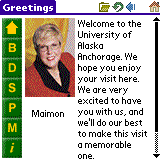 Greetings
Welcome to the
University of
Alaska
Anchorage. We
hope you enjoy
your visit here.
We are very
excited to have
you with us, and
we'll do our best
to make this visit
a memorable
one.
Maimon
B
D
S
P
M
i